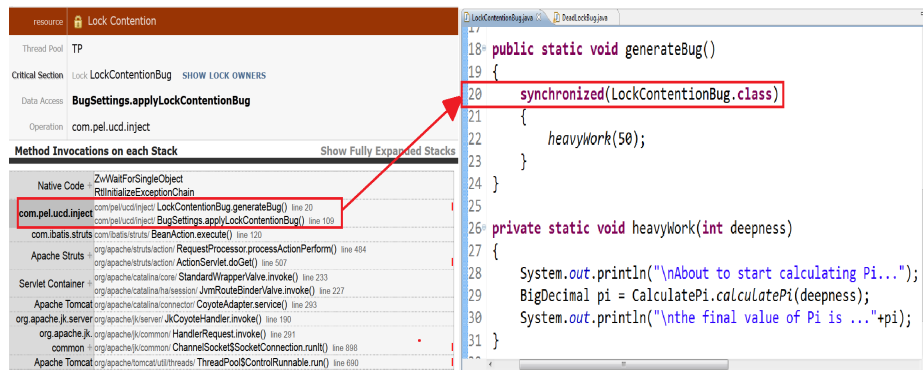 resource Lock Contention
Thread Pool TP
Critical Section Lock LockContentionBug SHOW LOCK OWNERS
Data Access BugSettings.applyLockContentionBug
Operation com.pel.ucd.inject
Method Invocations on each Stack Show Fully Expanded Stacks
Native Code + ZwWaitForSingleObject
RtlInitializeExceptionChain
com.pel.ucd.inject com/pel/ucd/inject/ LockContentionBug.generateBug() line 20
com/pel/ucd/inject/ BugSettings.applyLockContentionBug() line 109
com.ibatis.struts com/ibatis/struts/ BeanAction.execute() line 120
Apache Struts + org/apache/struts/action/ RequestProcessor.processActionPerform() line 484
org/apache/struts/action/ ActionServlet.doGet() line 507
Servlet Container + org/apache/catalina/core/ StandardWrapperValve.invoke() line 233
org/apache/catalina/ha/session/ JvmRouteBinderValve.invoke() line 227
Apache Tomcat org/apache/catalina/connector/ CoyoteAdapter.service() line 293
org.apache.jk.server org/apache/jk/server/ JkCoyoteHandler.invoke() line 190
org.apache.jk. org/apache/jk/common/ HandlerRequest.invoke() line 291
common + org/apache/jk/common/ ChannelSocket$SocketConnection.runIt() line 898
Apache Tomcat org/apache/tomcat/util/threads/ ThreadPool$ControlRunnable.run() line 690
LockContentionBug.java DeadLockBug.java
17
18 public static void generateBug()
19 {
20 synchronized(LockContentionBug.class)
21 {
22 heavyWork(50);
23 }
24 }
25
26 private static void heavyWork(int deepness)
27 {
28 System.out.println("\nAbout to start calculating Pi...");
29 BigDecimal pi = CalculatePi.calculatePi(deepness);
30 System.out.println("\nthe final value of Pi is ..."+pi);
31 }